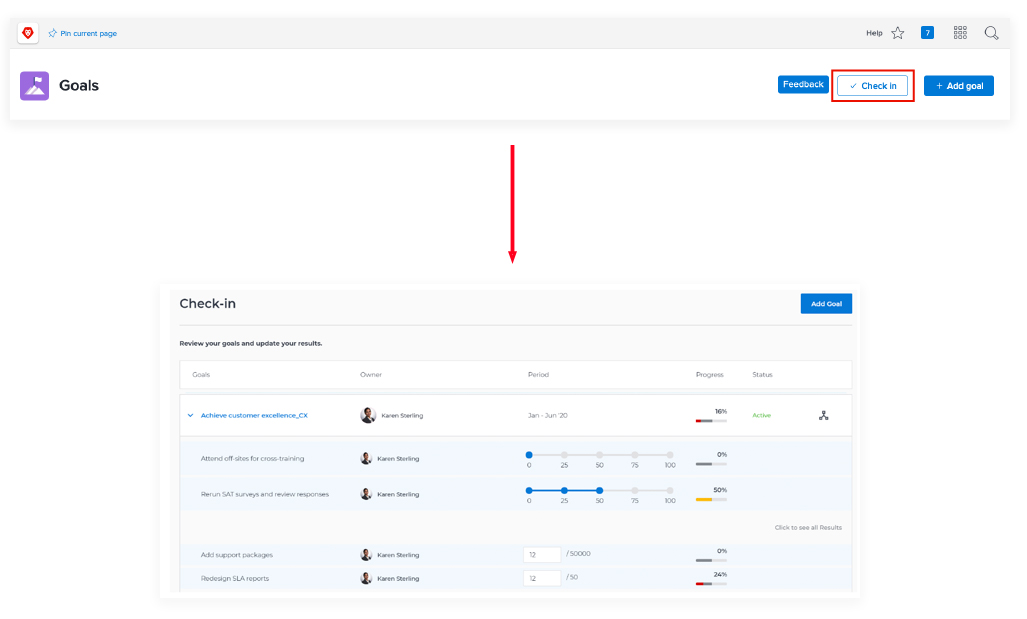 Pin current page
Help
7
Goals
Feedback
Check in
+ Add goal
Check-in
Add Goal
Review your goals and update your results.
Goals Owner Period Progress Status
Achieve customer excellence_CX Karen Sterling Jan - Jun '20 16% Active
Attend off-sites for cross-training Karen Sterling 0%
0 25 50 75 100
Rerun SAT surveys and review responses Karen Sterling 50%
0 25 50 75 100
Click to see all Results
Add support packages Karen Sterling 12 /50000 0%
Redesign SLA reports Karen Sterling 12 /50 24%